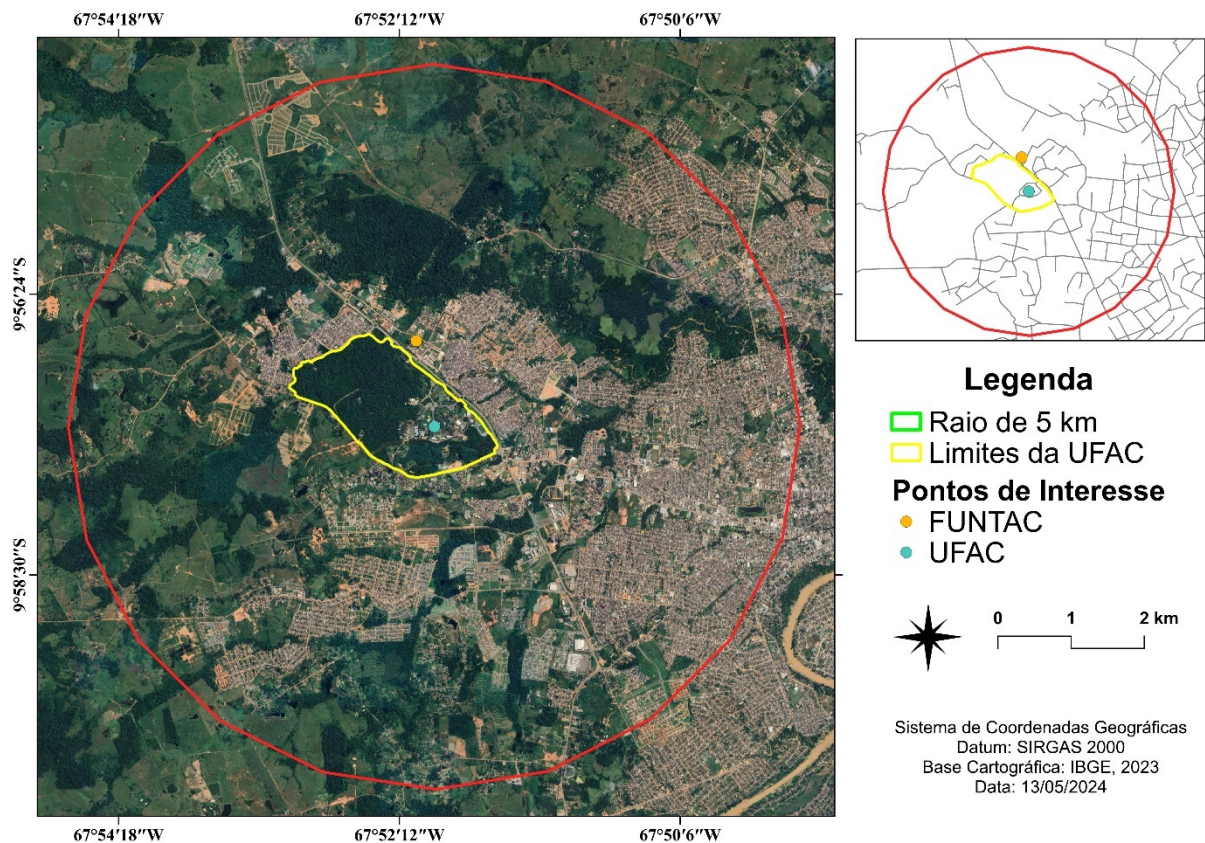 67°54'18"W
67°52'12"W
67°50'6"W
9°56'24"S
9°58'30"S
67°54'18"W
67°52'12"W
67°50'6"W
Legenda
Raio de 5 km
Limites da UFAC
Pontos de Interesse
FUNTAC
UFAC
0 1 2 km
Sistema de Coordenadas Geográficas
Datum: SIRGAS 2000
Base Cartográfica: IBGE, 2023
Data: 13/05/2024